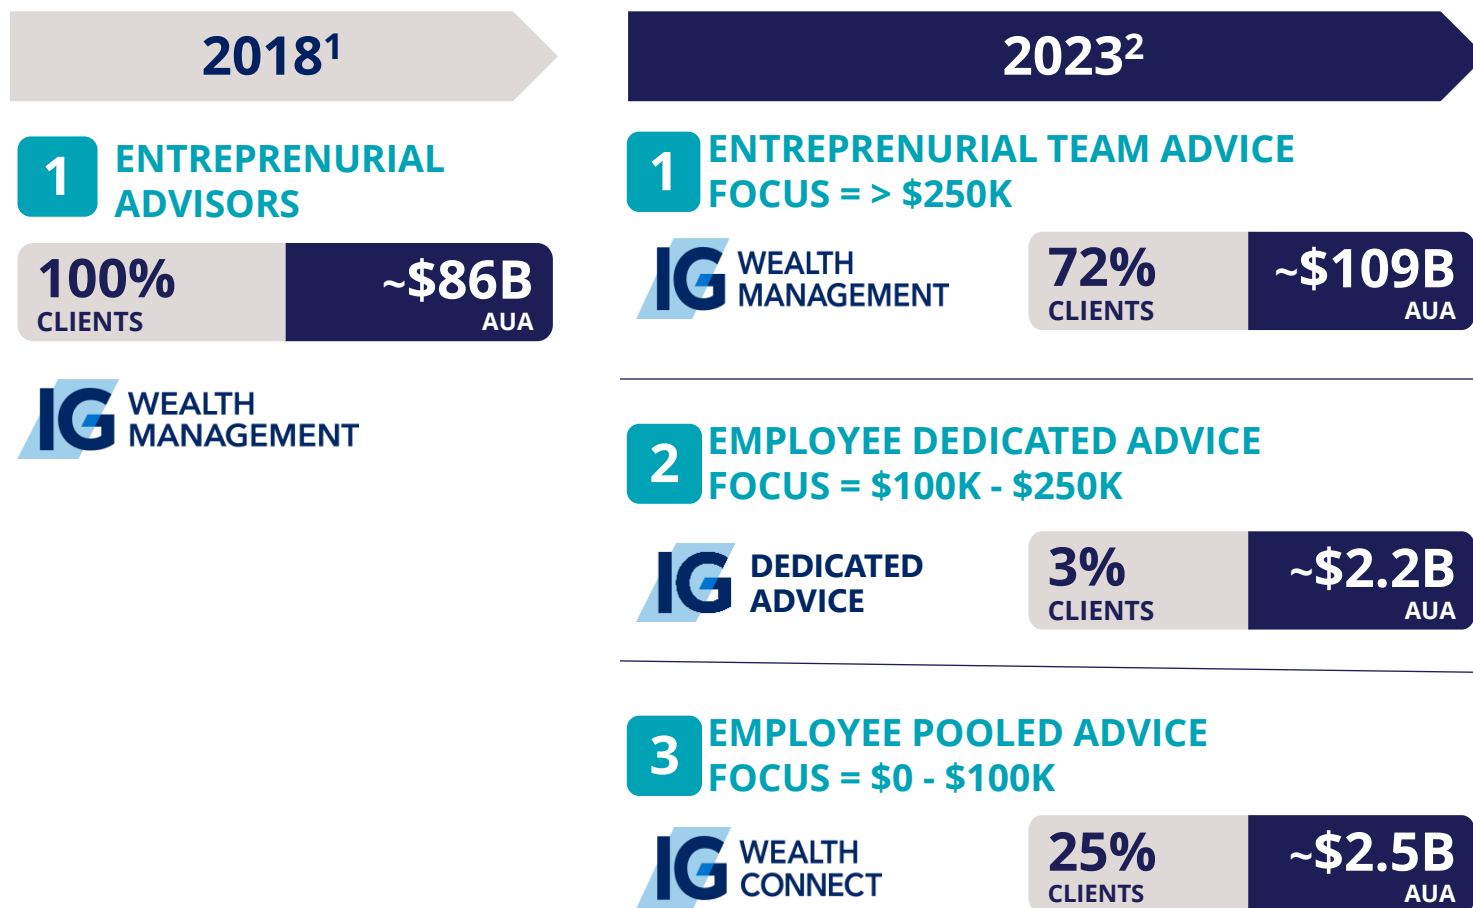 2018¹
1
ENTREPRENURIAL
ADVISORS
100%
CLIENTS
~$86B
AUA
IG WEALTH
MANAGEMENT
2023²
1
ENTREPRENURIAL TEAM ADVICE
FOCUS = > $250K
IG WEALTH
MANAGEMENT
72%
CLIENTS
~$109B
AUA
2
EMPLOYEE DEDICATED ADVICE
FOCUS = $100K - $250K
IG DEDICATED
ADVICE
3%
CLIENTS
~$2.2B
AUA
3
EMPLOYEE POOLED ADVICE
FOCUS = $0 - $100K
IG WEALTH
CONNECT
25%
CLIENTS
~$2.5B
AUA